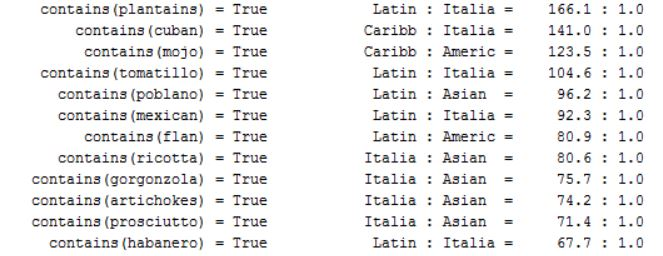 contains(plantains) = True Latin : Italia = 166.1 : 1.0
contains(cuban) = True Caribb : Italia = 141.0 : 1.0
contains(mojo) = True Caribb : Americ = 123.5 : 1.0
contains(tomatillo) = True Latin : Italia = 104.6 : 1.0
contains(poblano) = True Latin : Asian = 96.2 : 1.0
contains(mexican) = True Latin : Italia = 92.3 : 1.0
contains(flan) = True Latin : Americ = 80.9 : 1.0
contains(ricotta) = True Italia : Asian = 80.6 : 1.0
contains(gorgonzola) = True Italia : Asian = 75.7 : 1.0
contains(artichokes) = True Italia : Asian = 74.2 : 1.0
contains(prosciutto) = True Italia : Asian = 71.4 : 1.0
contains(habanero) = True Latin : Italia = 67.7 : 1.0